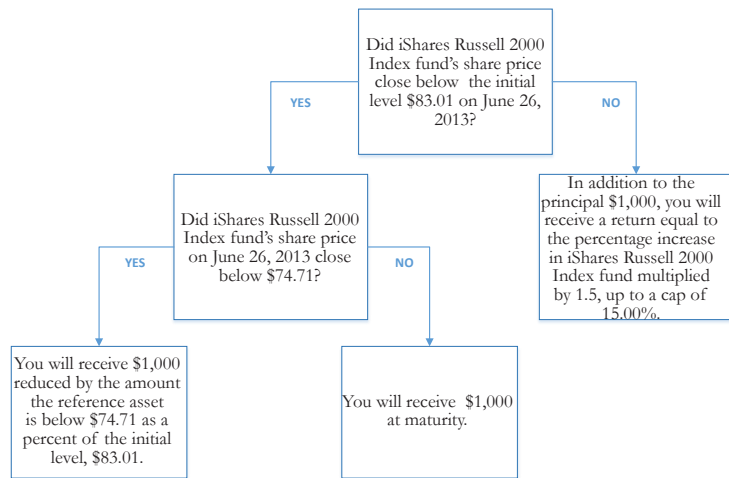 Did iShares Russell 2000
Index fund's share price
close below the initial
level $83.01 on June 26,
2013?
YES
NO
Did iShares Russell 2000
Index fund's share price
on June 26, 2013 close
below $74.71?
In addition to the
principal $1,000, you will
receive a return equal to
the percentage increase
in iShares Russell 2000
Index fund multiplied
by 1.5, up to a cap of
15.00%.
YES
NO
You will receive $1,000
reduced by the amount
the reference asset
is below $74.71 as a
percent of the initial
level, $83.01.
You will receive $1,000
at maturity.